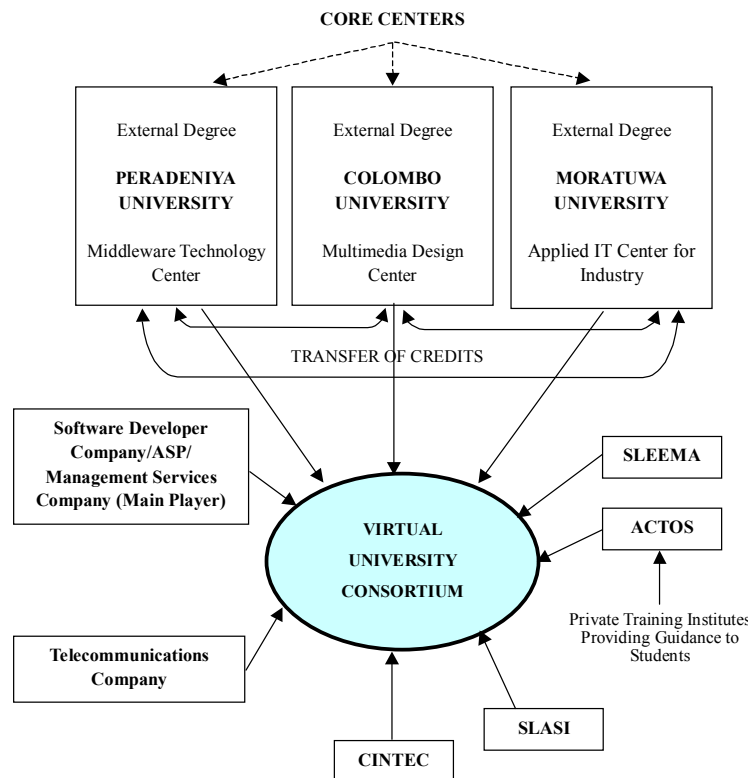 CORE CENTERS
External Degree
PERADENIYA
UNIVERSITY
Middleware Technology
Center
External Degree
COLOMBO
UNIVERSITY
Multimedia Design
Center
External Degree
MORATUWA
UNIVERSITY
Applied IT Center for
Industry
TRANSFER OF CREDITS
Software Developer
Company/ASP/
Management Services
Company (Main Player)
SLEEMA
VIRTUAL
UNIVERSITY
CONSORTIUM
ACTOS
Private Training Institutes
Providing Guidance to
Students
Telecommunications
Company
SLASI
CINTEC